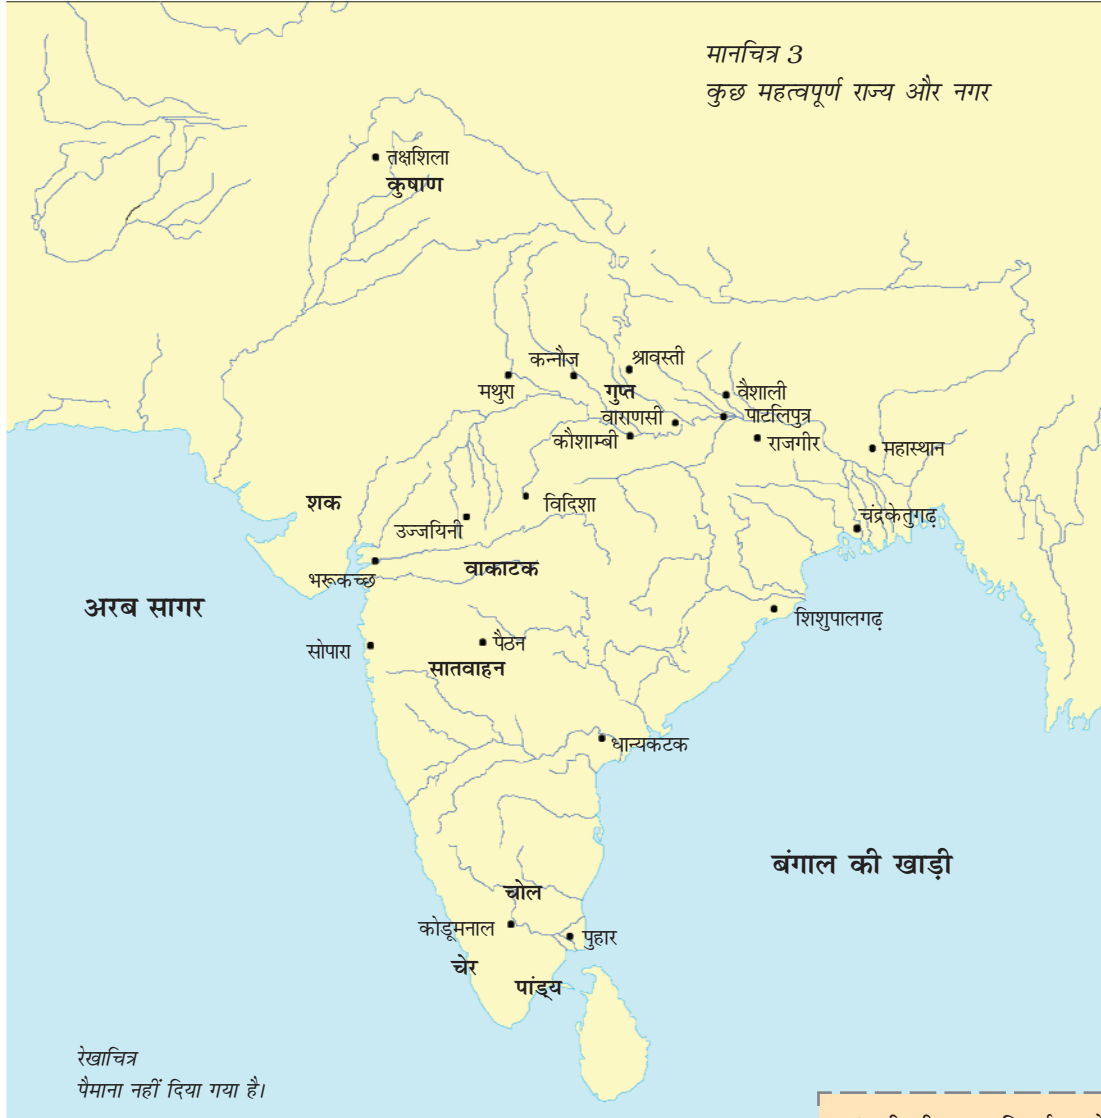 मानचित्र 3
कुछ महत्वपूर्ण राज्य और नगर
तक्षशिला
कुषाण
कन्नौज
श्रावस्ती
मथुरा
गुप्त
वैशाली
वाराणसी
पाटलिपुत्र
कौशाम्बी
राजगीर
महास्थान
शक
विदिशा
चंद्रकेतुगढ़
उज्जयिनी
वाकाटक
भरूकच्छ
अरब सागर
शिशुपालगढ़
सोपारा
पैठन
सातवाहन
धान्यकटक
बंगाल की खाड़ी
चोल
कोडूमनाल
पुहार
चेर
पांड्य
रेखाचित्र
पैमाना नहीं दिया गया है।